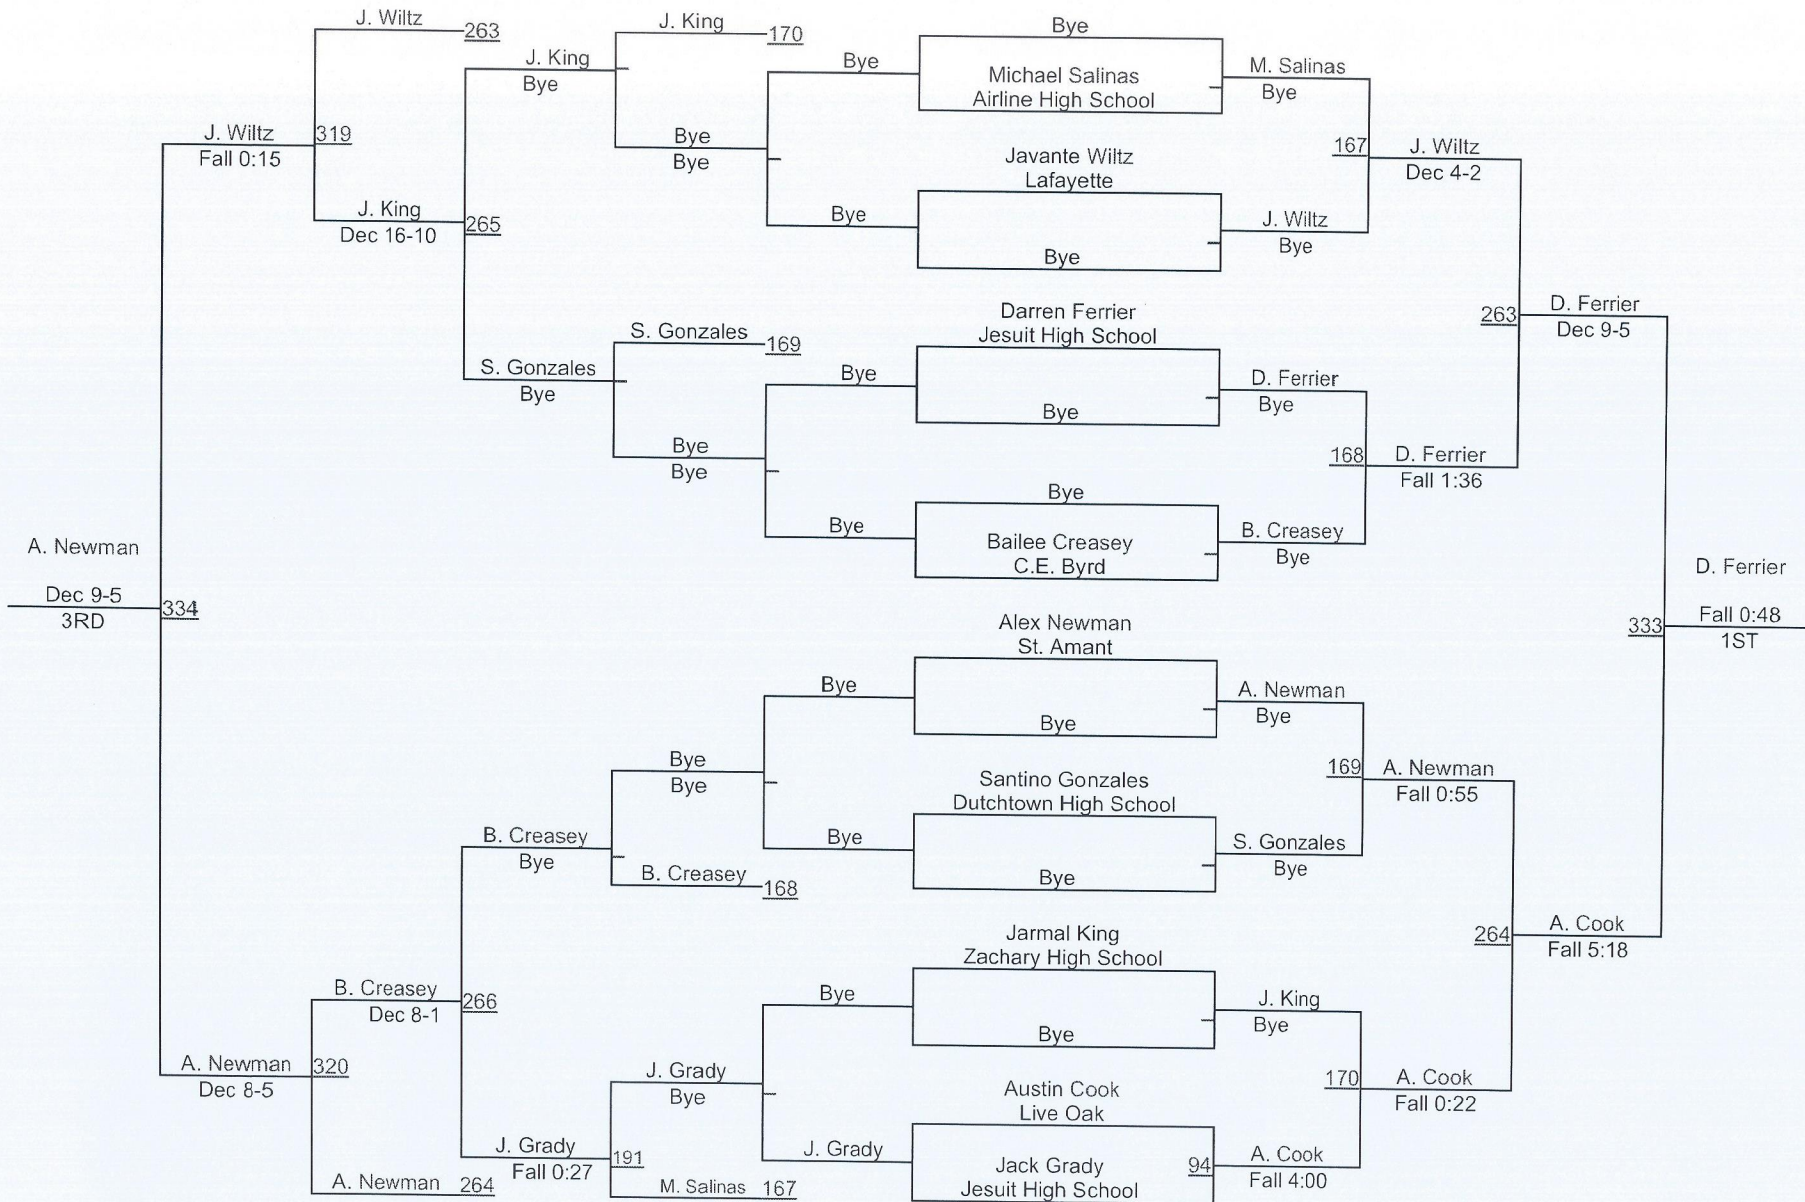 J. Wiltz
263
J. King
Bye
J. King
170
Bye
Bye
Michael Salinas
Airline High School
M. Salinas
Bye
J. Wiltz
Fall 0:15
319
Bye
Bye
Javante Wiltz
Lafayette
167
J. Wiltz
Dec 4-2
J. King
Dec 16-10
265
Bye
Bye
J. Wiltz
Bye
Darren Ferrier
Jesuit High School
263
D. Ferrier
Dec 9-5
S. Gonzales
169
S. Gonzales
Bye
Bye
Bye
D. Ferrier
Bye
Bye
Bye
168
D. Ferrier
Fall 1:36
Bye
Bye
Bailee Creasey
C.E. Byrd
B. Creasey
Bye
A. Newman
Dec 9-5
3RD
334
D. Ferrier
Fall 0:48
1ST
333
Alex Newman
St. Amant
Bye
Bye
A. Newman
Bye
Bye
Bye
Santino Gonzales
Dutchtown High School
169
A. Newman
Fall 0:55
B. Creasey
Bye
Bye
Bye
S. Gonzales
Bye
B. Creasey
168
Jarmal King
Zachary High School
264
A. Cook
Fall 5:18
B. Creasey
Dec 8-1
266
Bye
Bye
J. King
Bye
A. Newman
Dec 8-5
320
J. Grady
Bye
Austin Cook
Live Oak
170
A. Cook
Fall 0:22
J. Grady
Fall 0:27
191
J. Grady
Jack Grady
Jesuit High School
94
A. Cook
Fall 4:00
A. Newman
264
M. Salinas
167